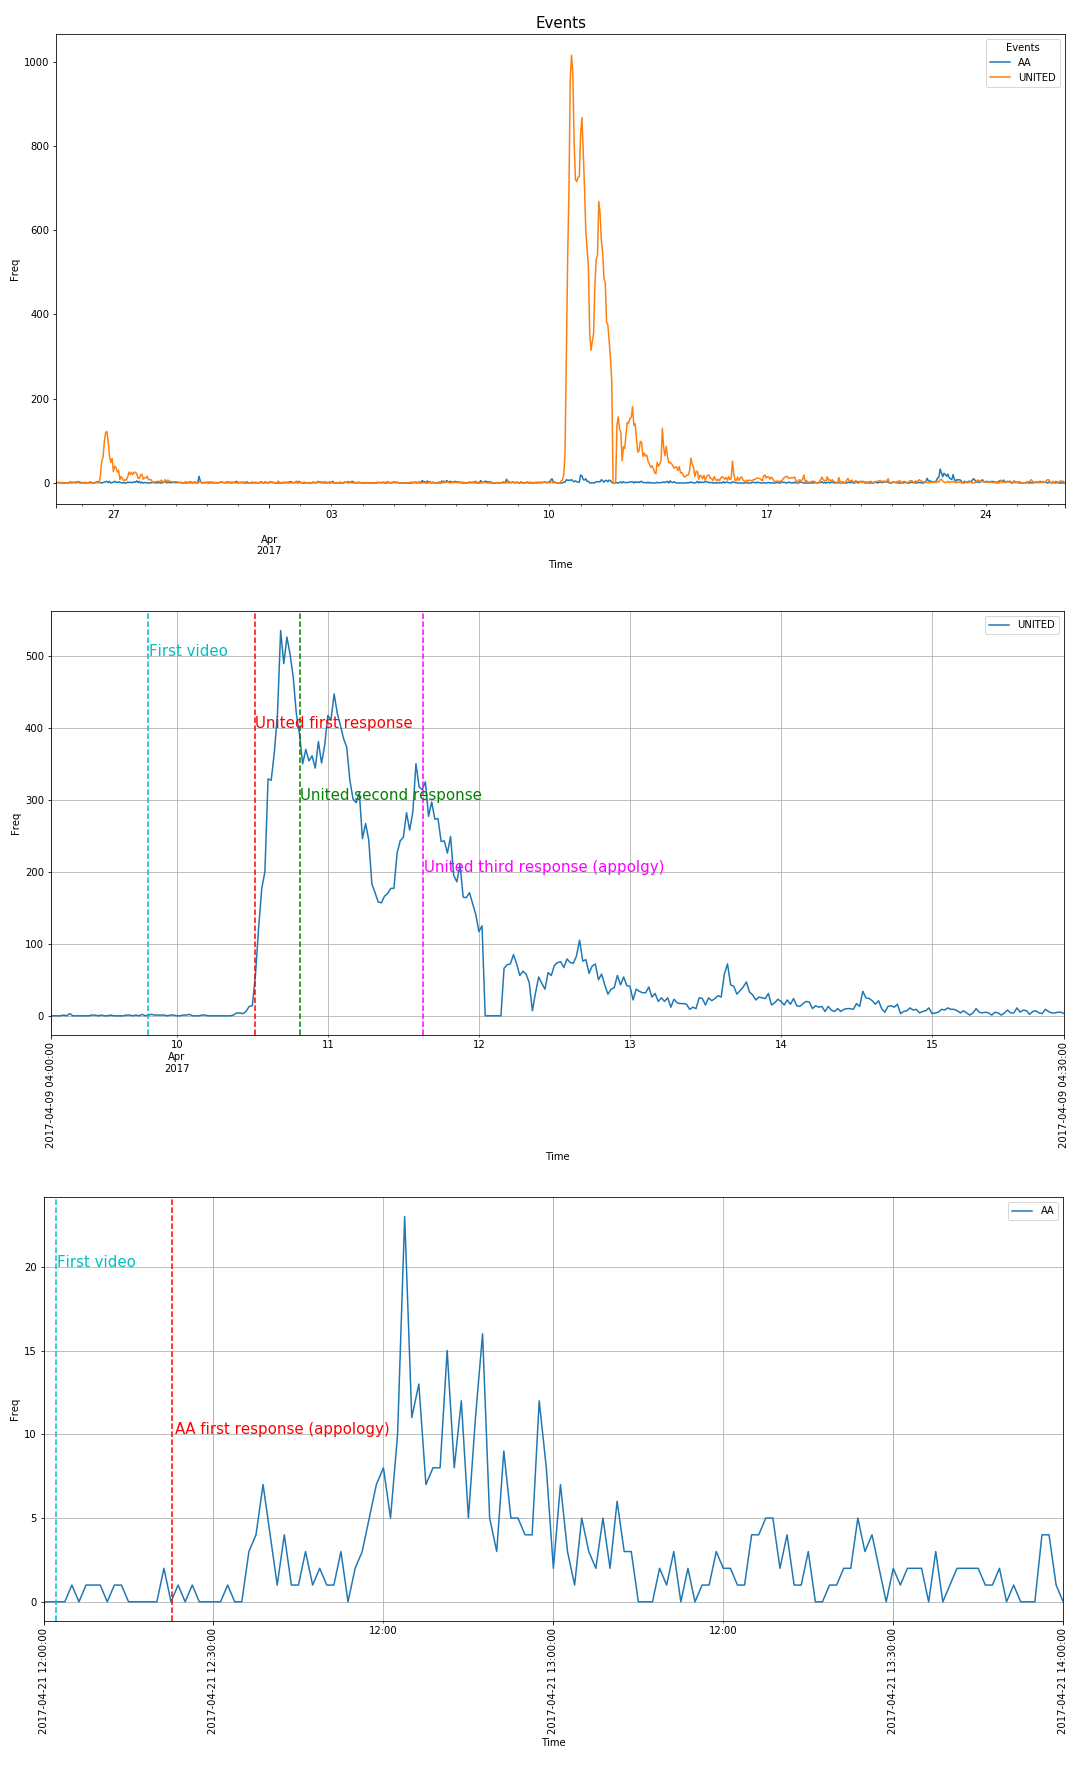 Events
Events
AA
UNITED
1000
800
600
400
200
0
Freq
27
03
10
17
24
Apr
2017
Time
UNITED
First video
United first response
United second response
United third response (appolgy)
500
400
300
200
100
0
Freq
10
11
12
13
14
15
Apr
2017
2017-04-09 04:00:00
2017-04-09 04:30:00
Time
AA
First video
AA first response (appology)
20
15
10
5
0
Freq
12:00
12:00
2017-04-21 12:00:00
2017-04-21 12:30:00
2017-04-21 13:00:00
2017-04-21 13:30:00
2017-04-21 14:00:00
Time